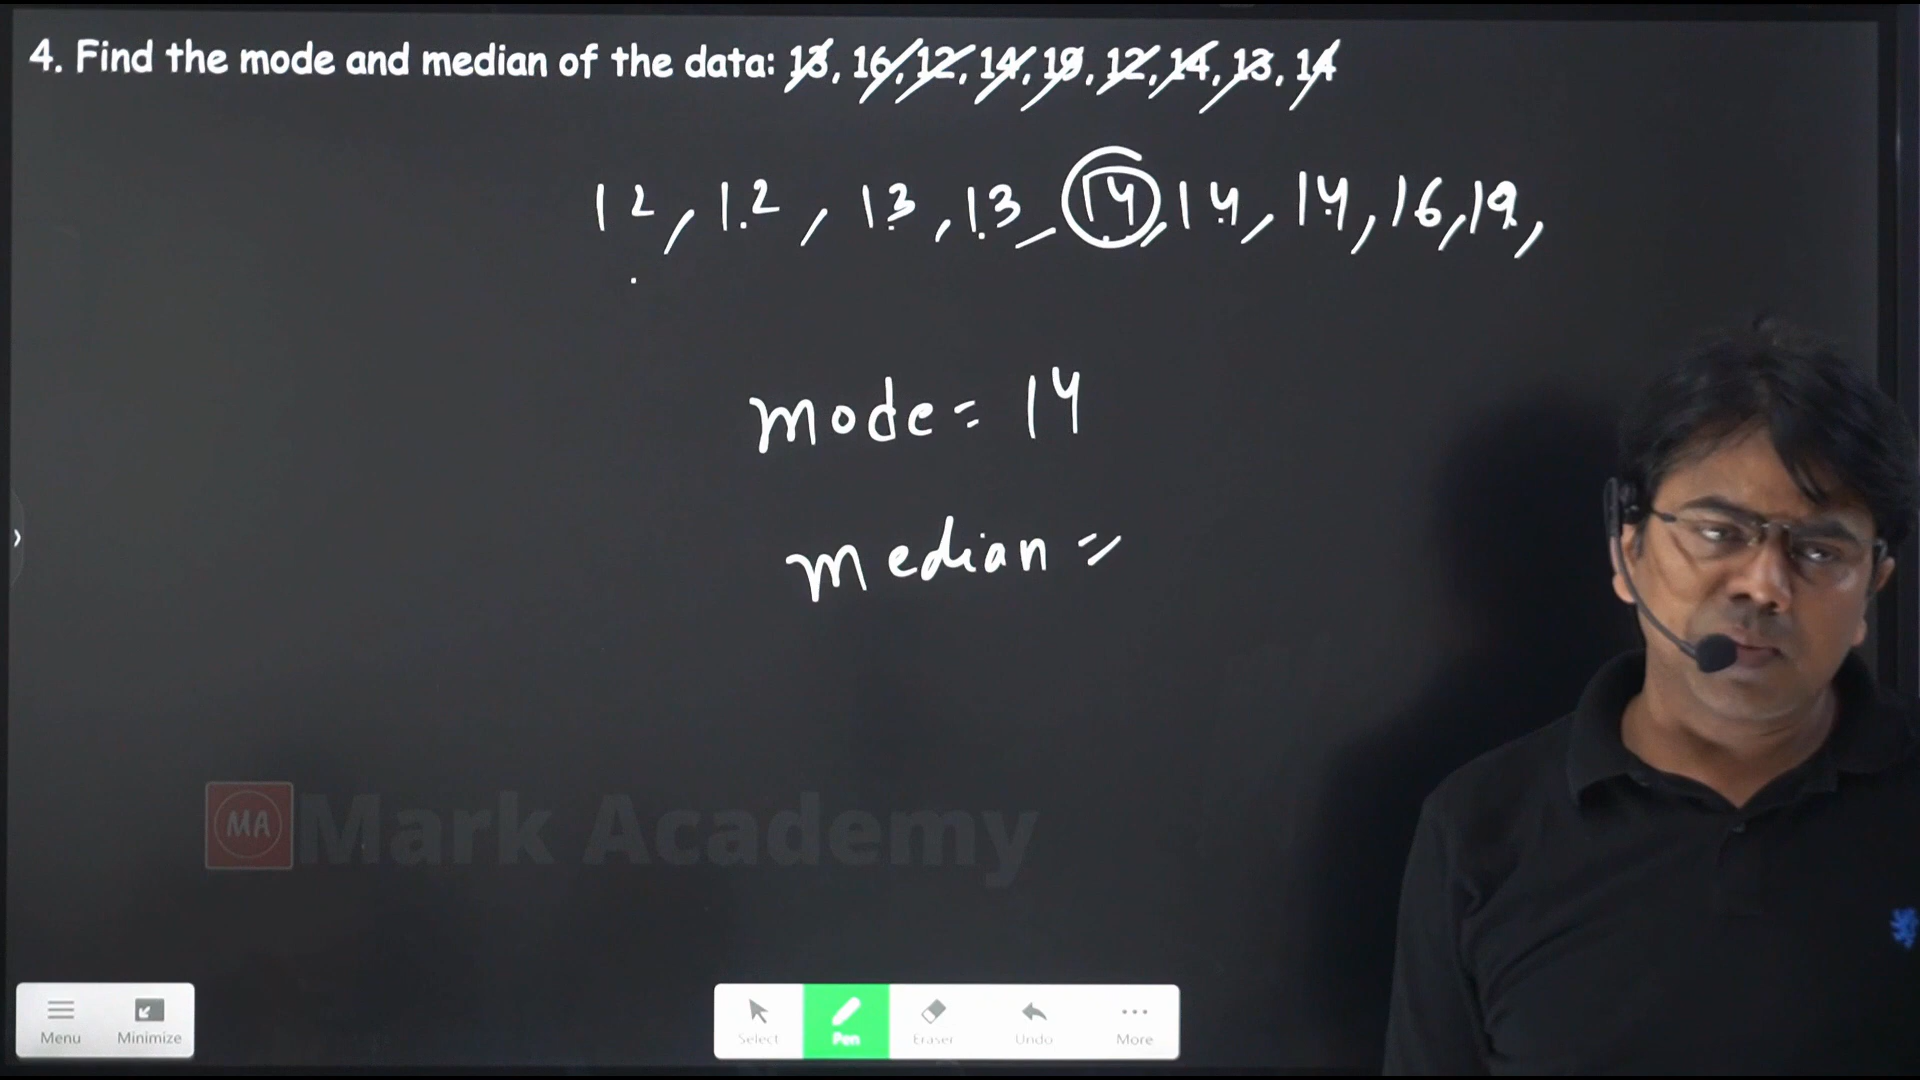 4. Find the mode and median of the data: 13, 16, 12, 14, 19, 12, 14, 13, 14
12, 12, 13, 13, 14, 14, 14, 16, 19,
mode = 14
median =
MA Mark Academy
Menu Minimize Select Pen Eraser Undo More